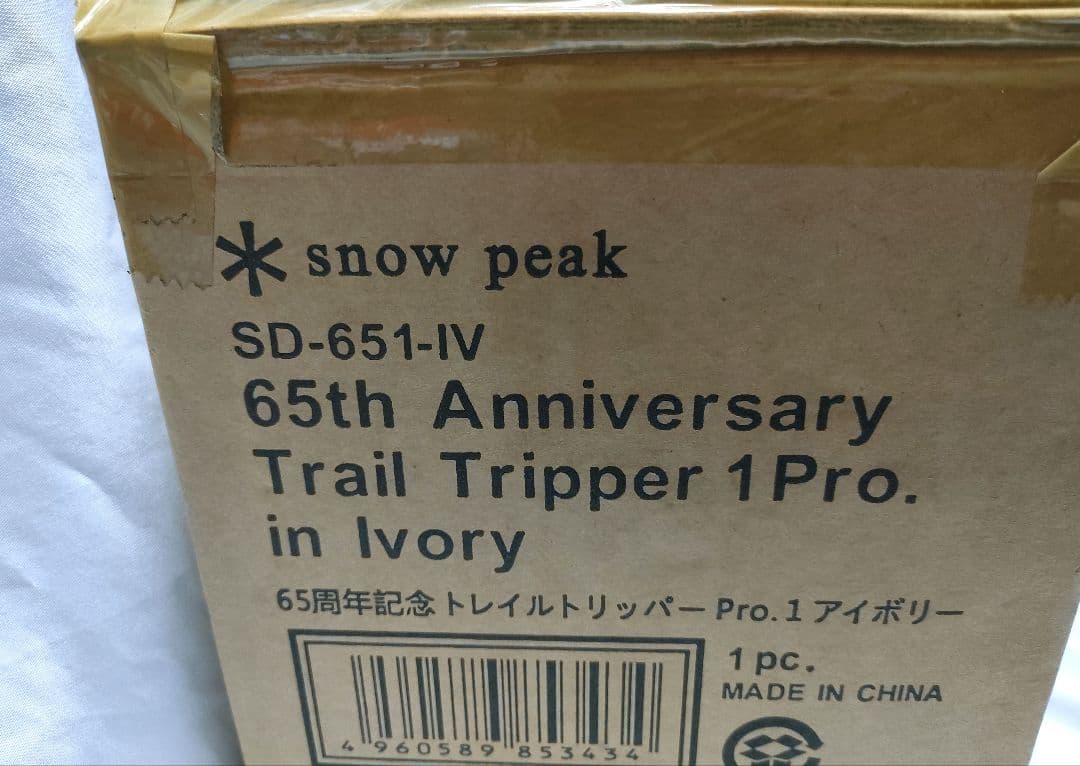 snow peak
SD-651-IV
65th Anniversary
Trail Tripper 1Pro.
in Ivory
65周年記念トレイルトリッパーPro.1アイボリー
1 pc.
MADE IN CHINA
4 960589 853434